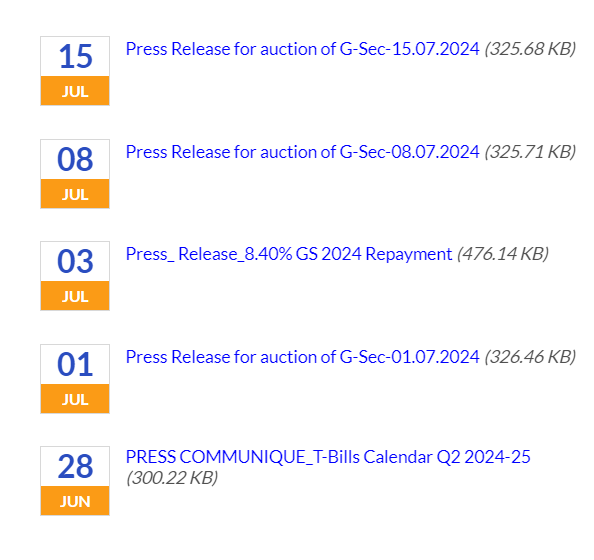 15
JUL
Press Release for auction of G-Sec-15.07.2024 (325.68 KB)
08
JUL
Press Release for auction of G-Sec-08.07.2024 (325.71 KB)
03
JUL
Press_ Release_8.40% GS 2024 Repayment (476.14 KB)
01
JUL
Press Release for auction of G-Sec-01.07.2024 (326.46 KB)
28
JUN
PRESS COMMUNIQUE_T-Bills Calendar Q2 2024-25
(300.22 KB)